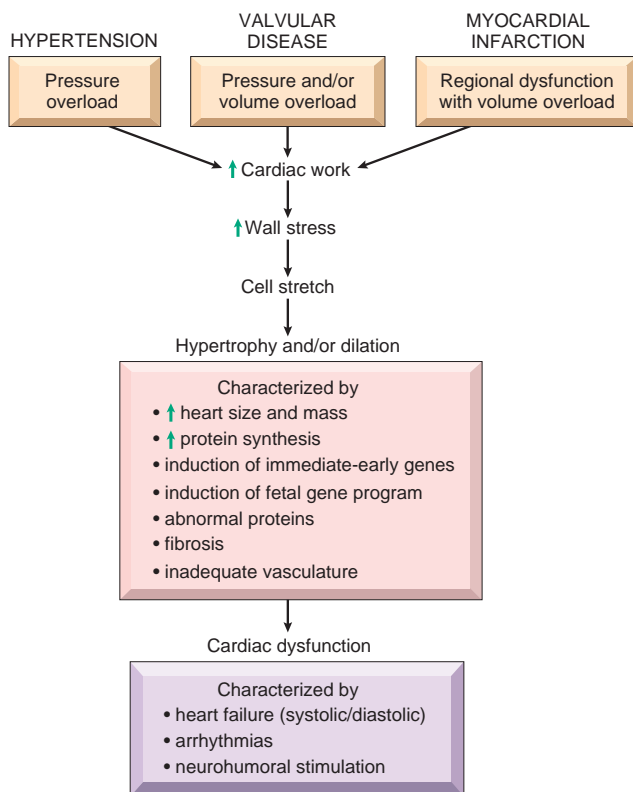 HYPERTENSION
Pressure
overload
VALVULAR
DISEASE
Pressure and/or
volume overload
MYOCARDIAL
INFARCTION
Regional dysfunction
with volume overload
↑ Cardiac work
↑ Wall stress
Cell stretch
Hypertrophy and/or dilation
Characterized by
• ↑ heart size and mass
• ↑ protein synthesis
• induction of immediate-early genes
• induction of fetal gene program
• abnormal proteins
• fibrosis
• inadequate vasculature
Cardiac dysfunction
Characterized by
• heart failure (systolic/diastolic)
• arrhythmias
• neurohumoral stimulation